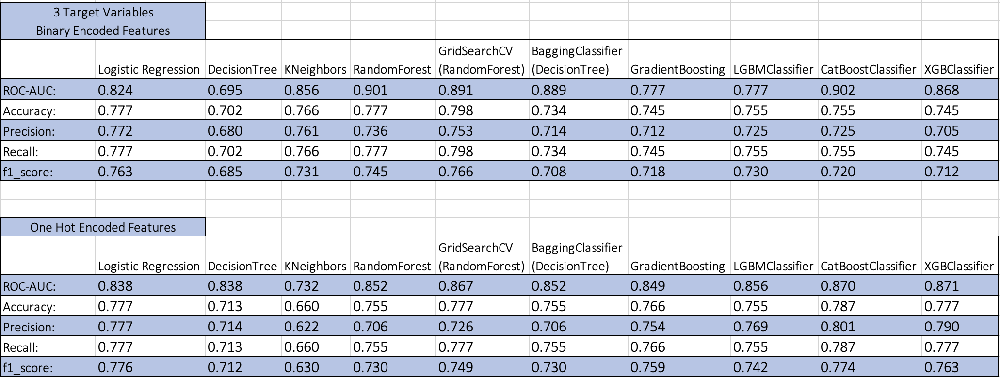 3 Target Variables
Binary Encoded Features
GridSearchCV BaggingClassifier
Logistic Regression DecisionTree KNeighbors RandomForest (RandomForest) (DecisionTree) GradientBoosting LGBMClassifier CatBoostClassifier XGBClassifier
ROC-AUC: 0.824 0.695 0.856 0.901 0.891 0.889 0.777 0.777 0.902 0.868
Accuracy: 0.777 0.702 0.766 0.777 0.798 0.734 0.745 0.755 0.755 0.745
Precision: 0.772 0.680 0.761 0.736 0.753 0.714 0.712 0.725 0.725 0.705
Recall: 0.777 0.702 0.766 0.777 0.798 0.734 0.745 0.755 0.755 0.745
f1_score: 0.763 0.685 0.731 0.745 0.766 0.708 0.718 0.730 0.720 0.712
One Hot Encoded Features
GridSearchCV BaggingClassifier
Logistic Regression DecisionTree KNeighbors RandomForest (RandomForest) (DecisionTree) GradientBoosting LGBMClassifier CatBoostClassifier XGBClassifier
ROC-AUC: 0.838 0.838 0.732 0.852 0.867 0.852 0.849 0.856 0.870 0.871
Accuracy: 0.777 0.713 0.660 0.755 0.777 0.755 0.766 0.755 0.787 0.777
Precision: 0.777 0.714 0.622 0.706 0.726 0.706 0.754 0.769 0.801 0.790
Recall: 0.777 0.713 0.660 0.755 0.777 0.755 0.766 0.755 0.787 0.777
f1_score: 0.776 0.712 0.630 0.730 0.749 0.730 0.759 0.742 0.774 0.763